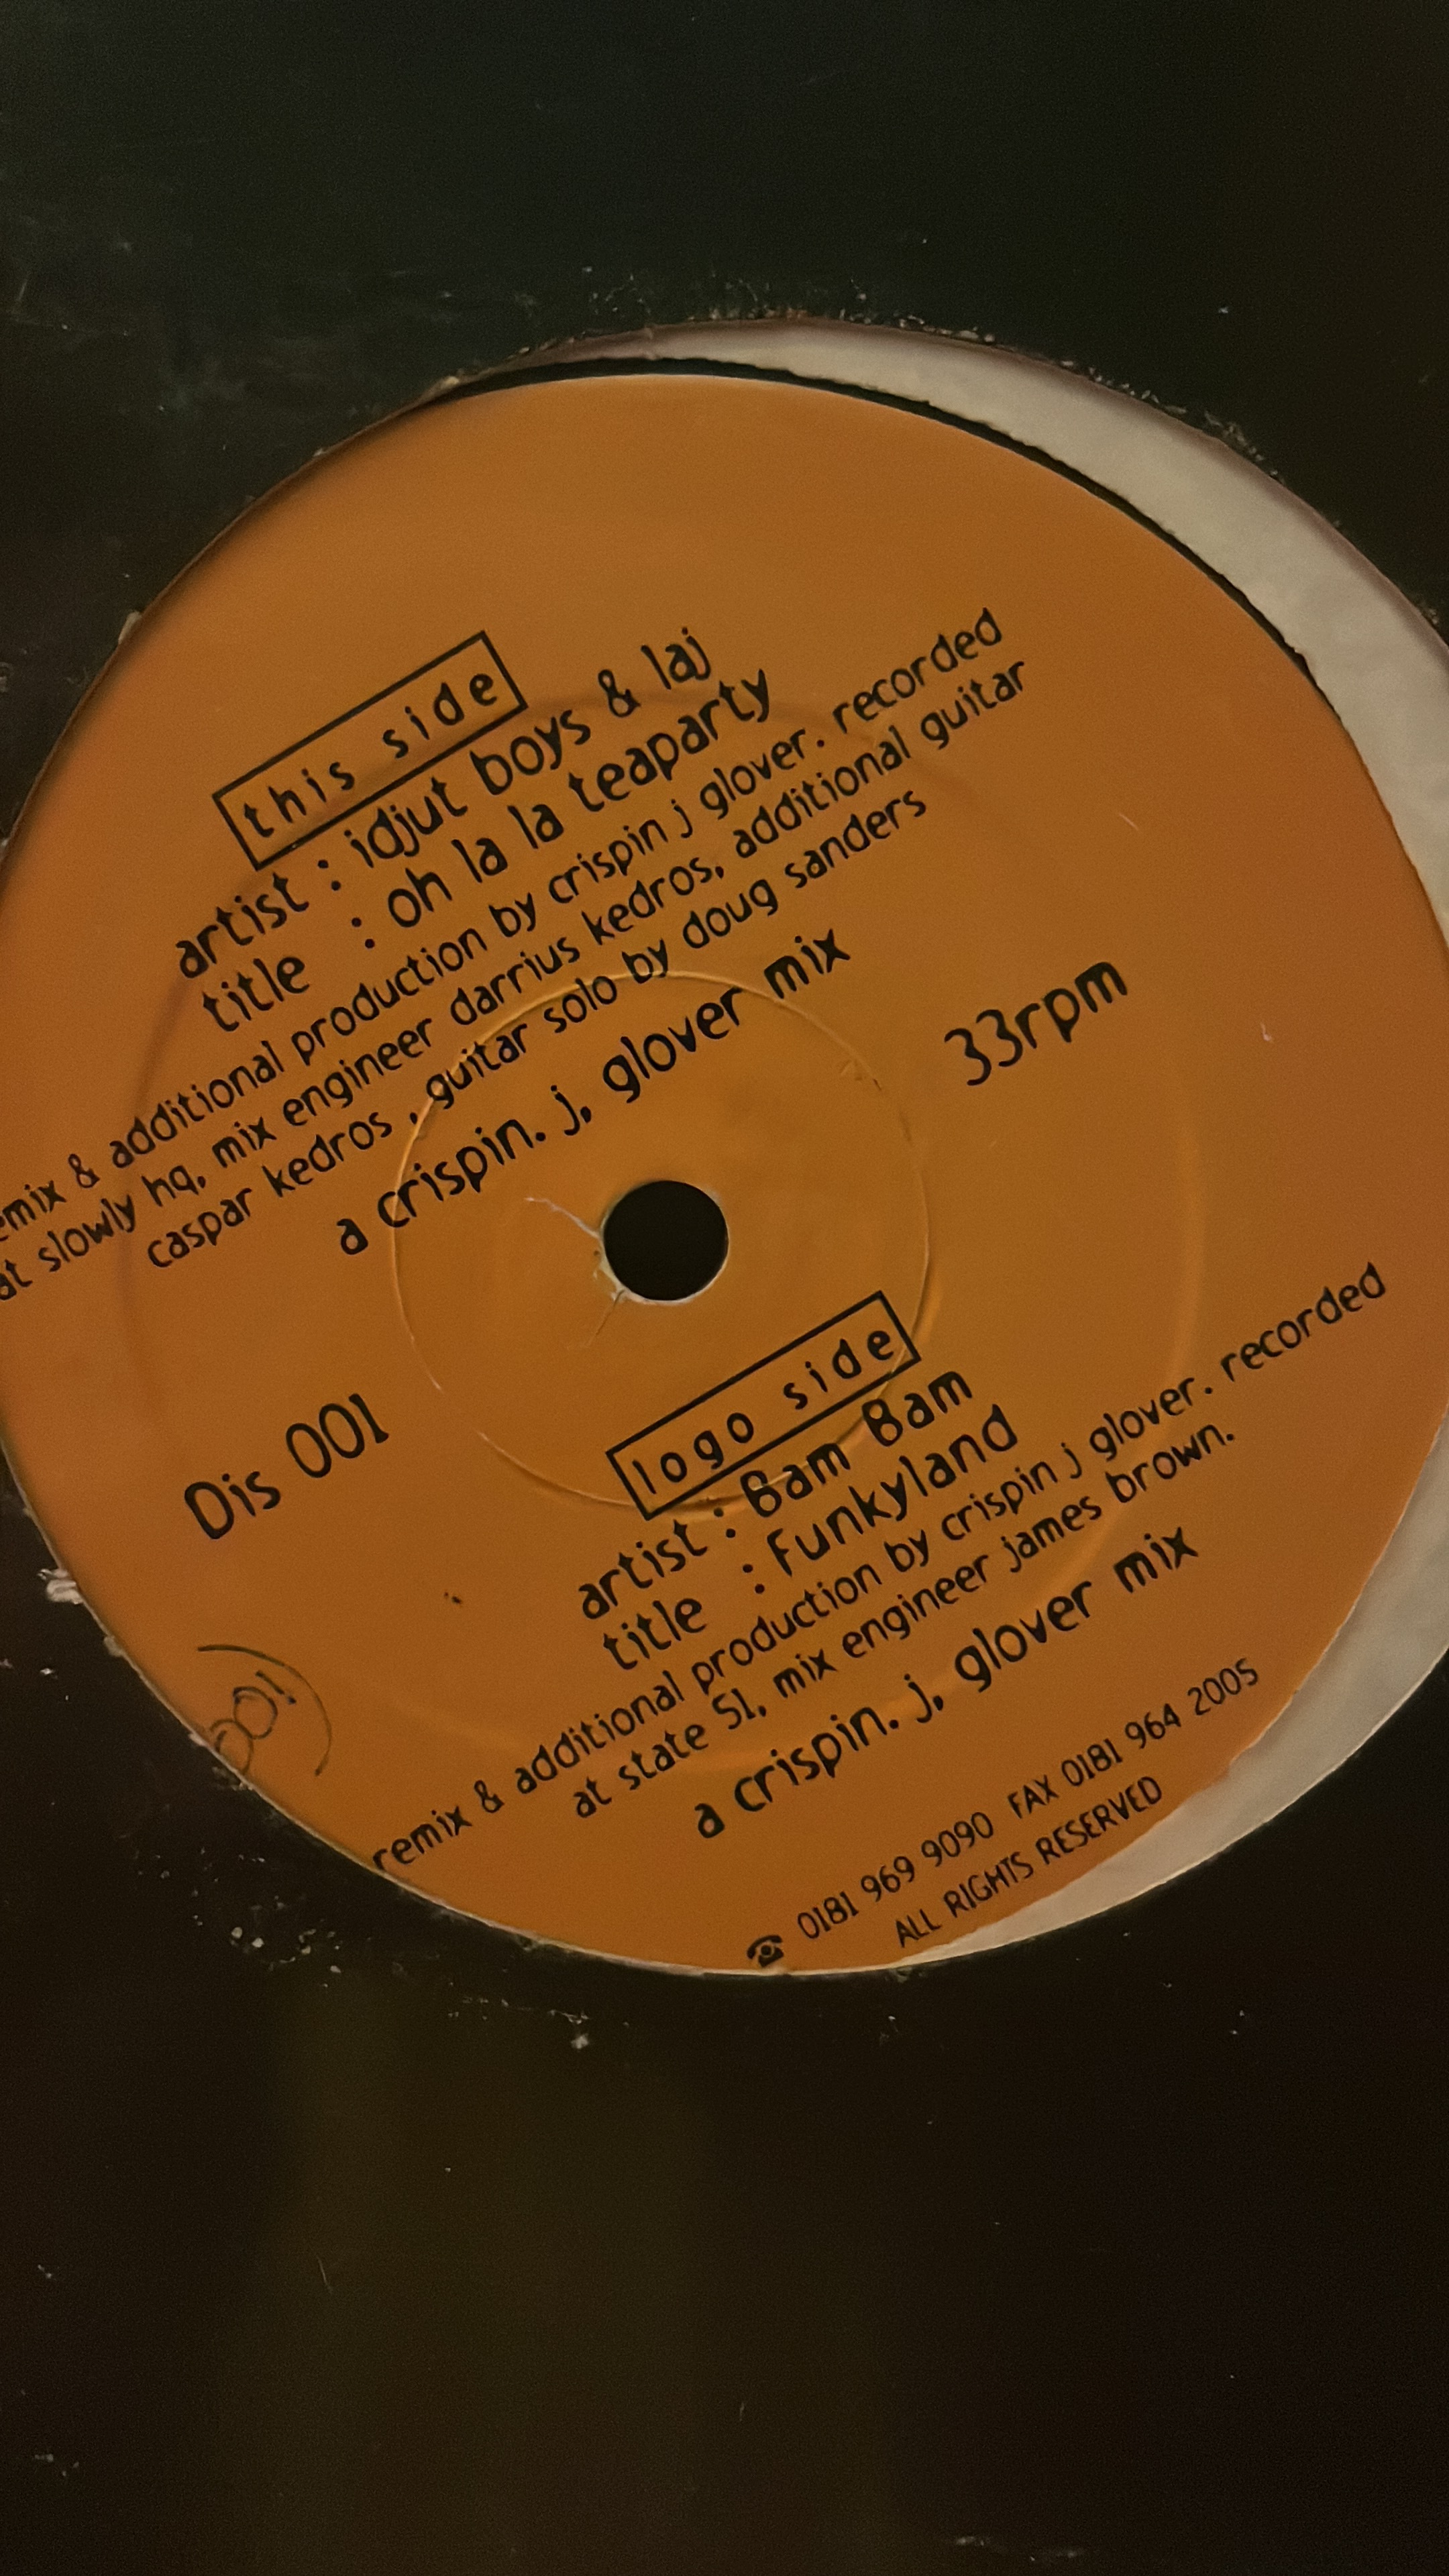 this side
artist : idjut boys & laj
title : oh la la teaparty
emix & additional production by crispin j glover. recorded
at slowly hq, mix engineer darrius kedros, additional guitar
caspar kedros , guitar solo by doug sanders
a crispin. j. glover mix
33rpm
Dis 001
logo side
artist : Bam Bam
title : Funkyland
remix & additional production by crispin j glover. recorded
at state 51, mix engineer james brown.
a crispin. j. glover mix
☎ 0181 969 9090 FAX 0181 964 2005
ALL RIGHTS RESERVED